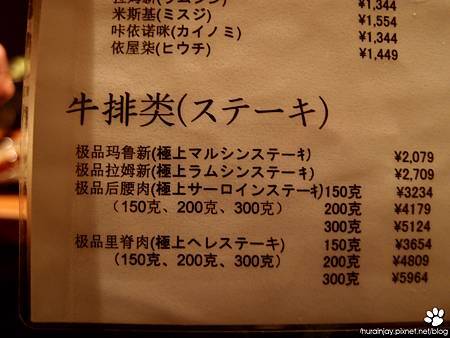 ¥1,344
米斯基(ミスジ) ¥1,554
咔依诺咪(カイノミ) ¥1,344
依屋柒(ヒウチ) ¥1,449
牛排类(ステーキ)
极品玛鲁新(極上マルシンステーキ) ¥2,079
极品拉姆新(極上ラムシンステーキ) ¥2,709
极品后腰肉(極上サーロインステーキ) 150克 ¥3234
(150克、200克、300克) 200克 ¥4179
300克 ¥5124
极品里脊肉(極上ヘレステーキ) 150克 ¥3654
(150克、200克、300克) 200克 ¥4809
300克 ¥5964
/hurainjay.pixnet.net/blog